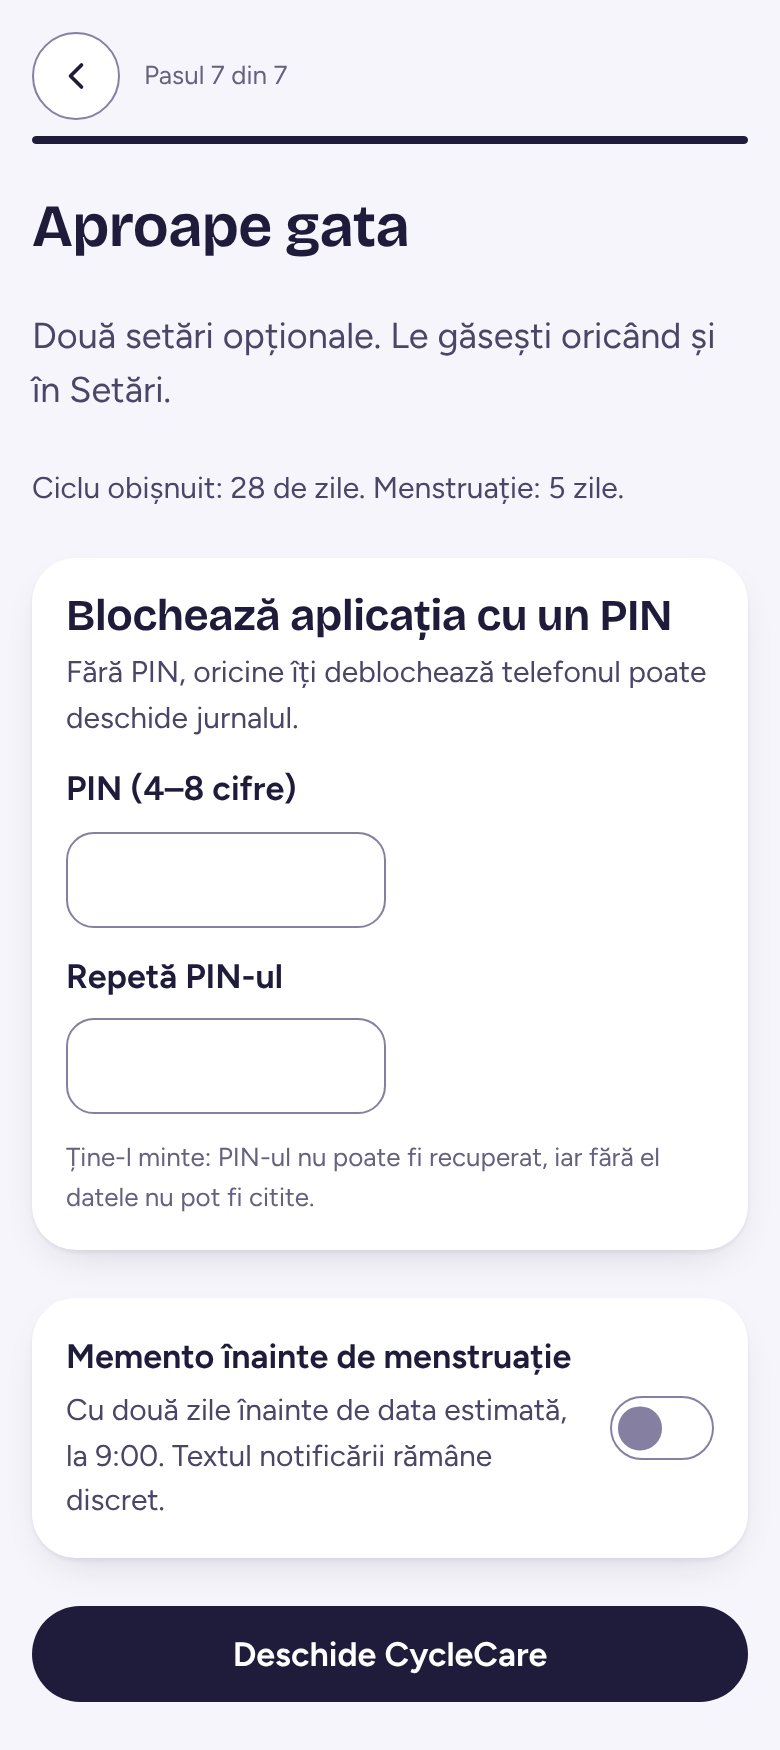 Pasul 7 din 7
Aproape gata
Două setări opționale. Le găsești oricând și
în Setări.
Ciclu obișnuit: 28 de zile. Menstruație: 5 zile.
Blochează aplicația cu un PIN
Fără PIN, oricine îți deblochează telefonul poate
deschide jurnalul.
PIN (4–8 cifre)
Repetă PIN-ul
Ține-l minte: PIN-ul nu poate fi recuperat, iar fără el
datele nu pot fi citite.
Memento înainte de menstruație
Cu două zile înainte de data estimată,
la 9:00. Textul notificării rămâne
discret.
Deschide CycleCare